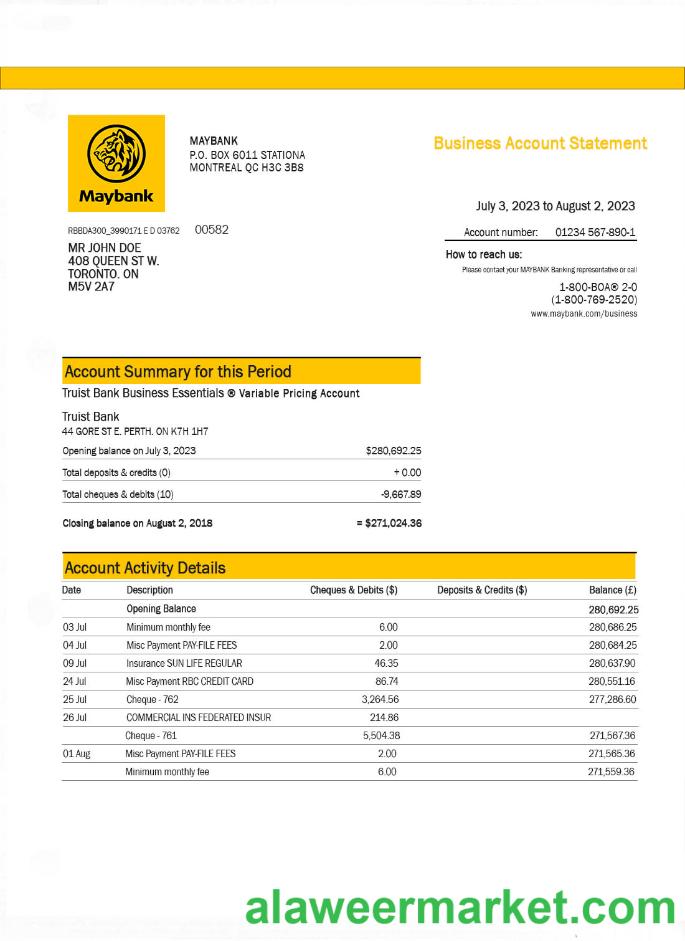 MAYBANK
P.O. BOX 6011 STATIONA
MONTREAL QC H3C 3B8
Business Account Statement
Maybank
July 3, 2023 to August 2, 2023
RBBDA300_3990171 E D 03762 00582
Account number: 01234 567-890-1
MR JOHN DOE
408 QUEEN ST W.
TORONTO. ON
M5V 2A7
How to reach us:
Please contact your MAYBANK Banking representive or call
1-800-BOA® 2-0
(1-800-769-2520)
www.maybank.com/business
Account Summary for this Period
Truist Bank Business Essentials ® Variable Pricing Account
Truist Bank
44 GORE ST E. PERTH. ON K7H 1H7
Opening balance on July 3, 2023 $280,692.25
Total deposits & credits (0) + 0.00
Total cheques & debits (10) -9,667.89
Closing balance on August 2, 2018 = $271,024.36
Account Activity Details
Date Description Cheques & Debits ($) Deposits & Credits ($) Balance (£)
Opening Balance 280,692.25
03 Jul Minimum monthly fee 6.00 280,686.25
04 Jul Misc Payment PAY-FILE FEES 2.00 280,684.25
09 Jul Insurance SUN LIFE REGULAR 46.35 280,637.90
24 Jul Misc Payment RBC CREDIT CARD 86.74 280,551.16
25 Jul Cheque - 762 3,264.56 277,286.60
26 Jul COMMERCIAL INS FEDERATED INSUR 214.86
Cheque - 761 5,504.38 271,567.36
01 Aug Misc Payment PAY-FILE FEES 2.00 271,565.36
Minimum monthly fee 6.00 271,559.36
alaweermarket.com